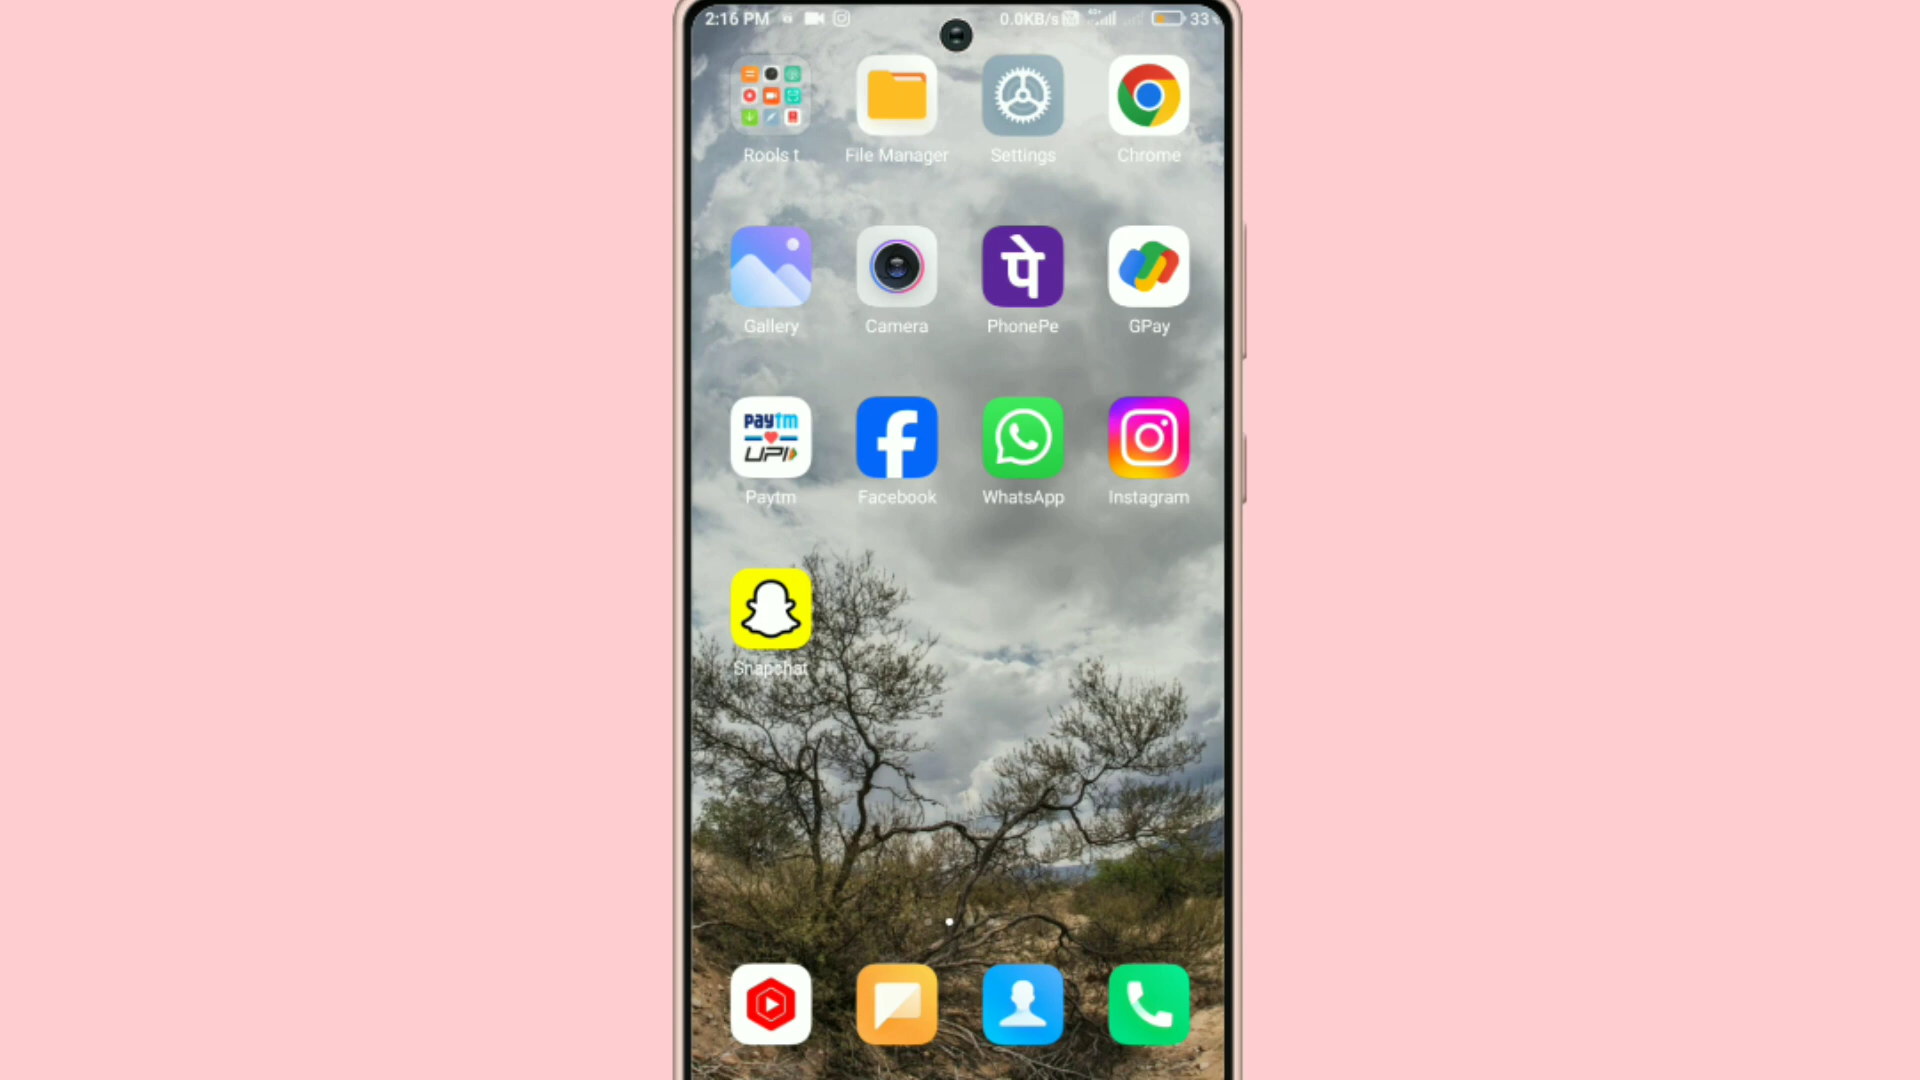 2:16 PM 0.0KB/s 33
Rools t File Manager Settings Chrome
पे
Gallery Camera PhonePe GPay
paytm
UPI
Paytm Facebook WhatsApp Instagram
Snapchat